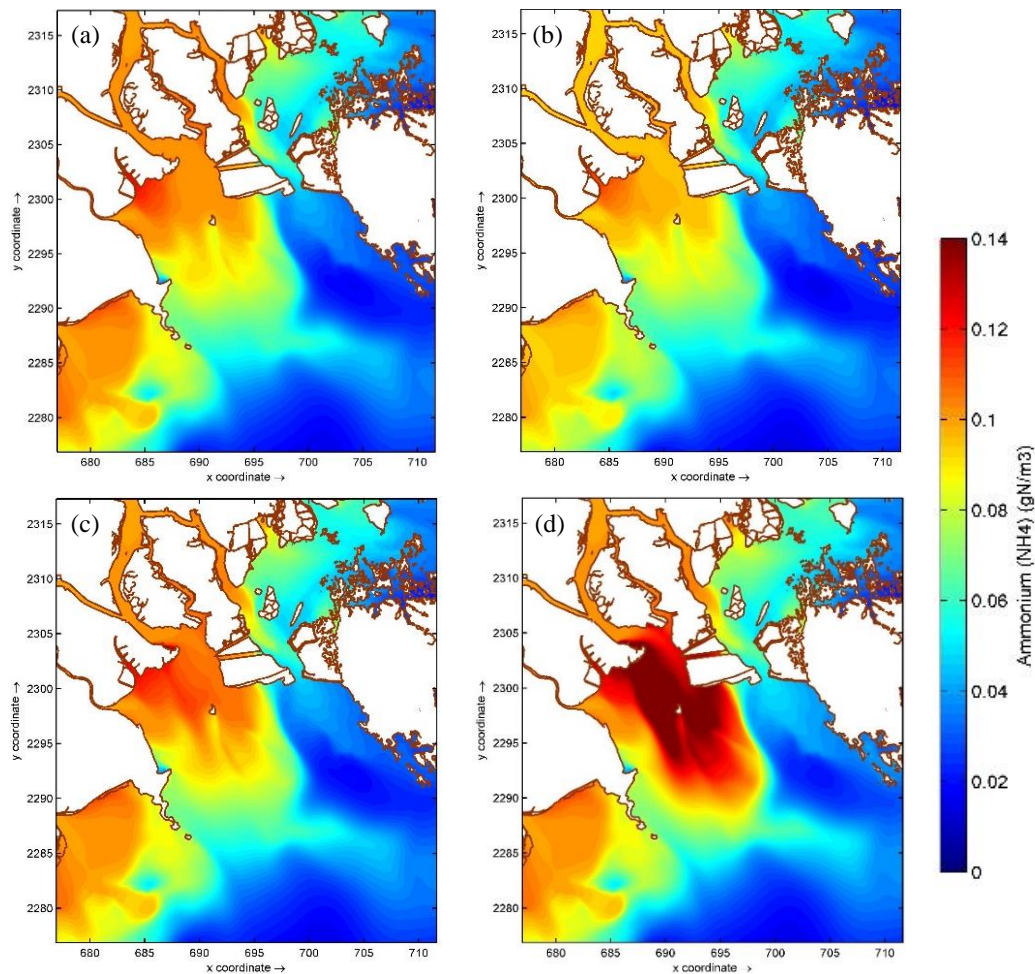 (a)
2315
2310
2305
2300
2295
2290
2285
2280
y coordinate →
680 685 690 695 700 705 710
x coordinate →
(b)
2315
2310
2305
2300
2295
2290
2285
2280
y coordinate →
680 685 690 695 700 705 710
x coordinate →
(c)
2315
2310
2305
2300
2295
2290
2285
2280
y coordinate →
680 685 690 695 700 705 710
x coordinate →
(d)
2315
2310
2305
2300
2295
2290
2285
2280
y coordinate →
680 685 690 695 700 705 710
x coordinate →
0.14
0.12
0.1
0.08
0.06
0.04
0.02
0
Ammonium (NH4) (gN/m3)